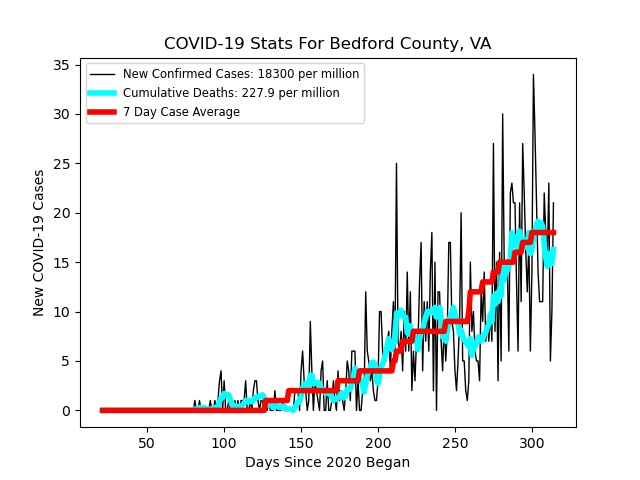 COVID-19 Stats For Bedford County, VA
New Confirmed Cases: 18300 per million
Cumulative Deaths: 227.9 per million
7 Day Case Average
New COVID-19 Cases
35
30
25
20
15
10
5
0
50 100 150 200 250 300
Days Since 2020 Began